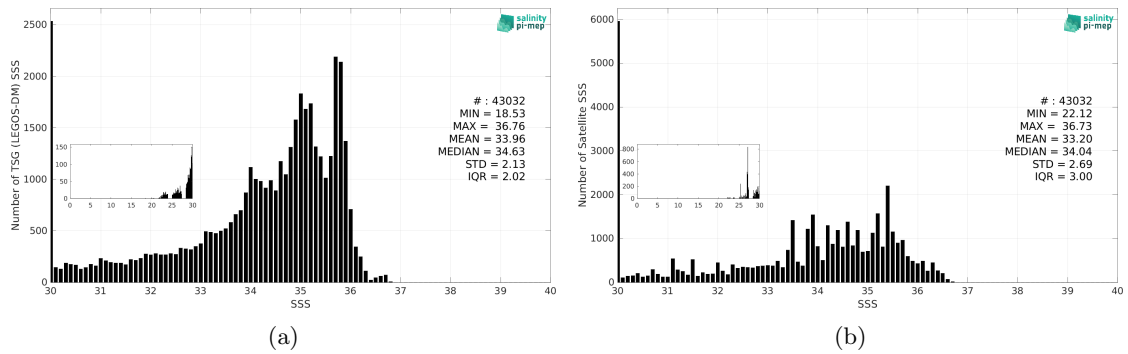 salinity
pi-mep
Number of TSG (LEGOS-DM) SSS
2500
2000
1500
1000
500
0
# : 43032
MIN = 18.53
MAX = 36.76
MEAN = 33.96
MEDIAN = 34.63
STD = 2.13
IQR = 2.02
150
100
50
0
0 5 10 15 20 25 30
30 31 32 33 34 35 36 37 38 39 40
SSS
(a)
salinity
pi-mep
Number of Satellite SSS
6000
5000
4000
3000
2000
1000
0
# : 43032
MIN = 22.12
MAX = 36.73
MEAN = 33.20
MEDIAN = 34.04
STD = 2.69
IQR = 3.00
800
600
400
200
0
0 5 10 15 20 25 30
30 31 32 33 34 35 36 37 38 39 40
SSS
(b)